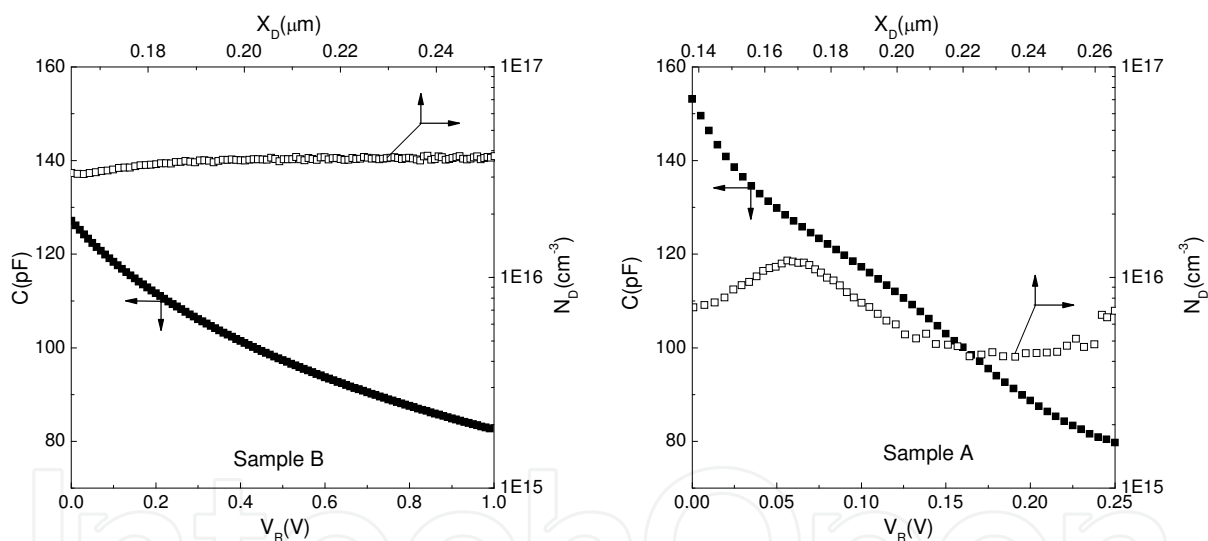 X_D(μm)
0.18 0.20 0.22 0.24
160 140 120 100 80
C(pF)
1E17 1E16 1E15
N_D(cm⁻³)
Sample B
0.0 0.2 0.4 0.6 0.8 1.0
V_R(V)
X_D(μm)
0.14 0.16 0.18 0.20 0.22 0.24 0.26
160 140 120 100 80
C(pF)
1E17 1E16 1E15
N_D(cm⁻³)
Sample A
0.00 0.05 0.10 0.15 0.20 0.25
V_R(V)
IntechOpen